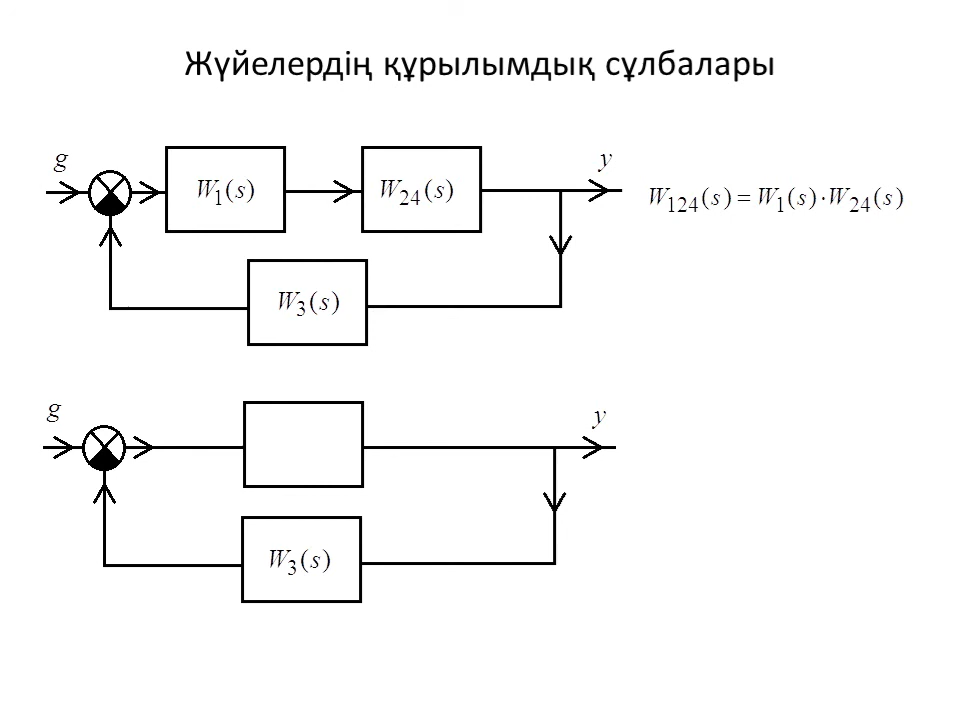 Жүйелердің құрылымдық сұлбалары
g
W₁(s)
W₂₄(s)
y
W₁₂₄(s) = W₁(s)·W₂₄(s)
W₃(s)
g
y
W₃(s)